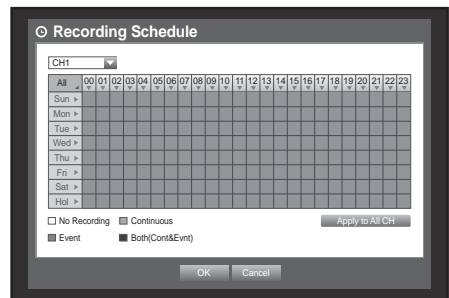 Recording Schedule
CH1
All 00 01 02 03 04 05 06 07 08 09 10 11 12 13 14 15 16 17 18 19 20 21 22 23
Sun
Mon
Tue
Wed
Thu
Fri
Sat
Hol
No Recording Continuous Apply to All CH
Event Both(Cont&Evnt)
OK Cancel